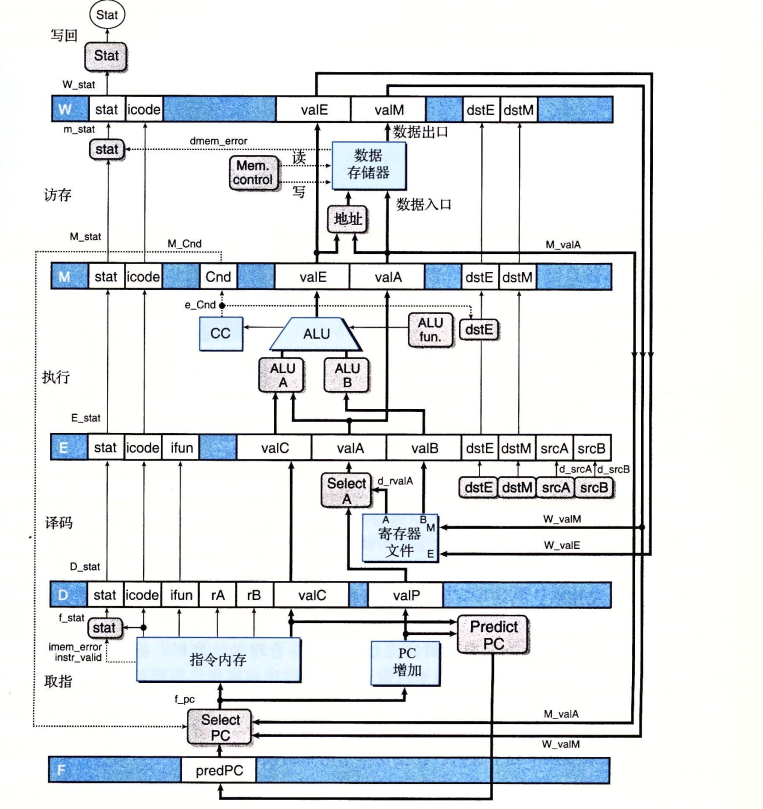 Stat
写回
Stat
W_stat
W stat icode valE valM dstE dstM
m_stat
数据出口
stat
dmem_error
读
数据
存储器
Mem.
control
写
访存
数据入口
地址
M_stat
M_Cnd
M_valA
M stat icode Cnd valE valA dstE dstM
e_Cnd
CC
ALU
ALU
fun.
dstE
执行
ALU
A
ALU
B
E_stat
E stat icode ifun valC valA valB dstE dstM srcA srcB
d_srcA d_srcB
Select
A
d_rvalA
dstE dstM srcA srcB
译码
A B
M
寄存器
文件
E
W_valM
W_valE
D_stat
D stat icode ifun rA rB valC valP
f_stat
stat
Predict
PC
imem_error
instr_valid
指令内存
PC
增加
取指
f_pc
Select
PC
M_valA
W_valM
F predPC